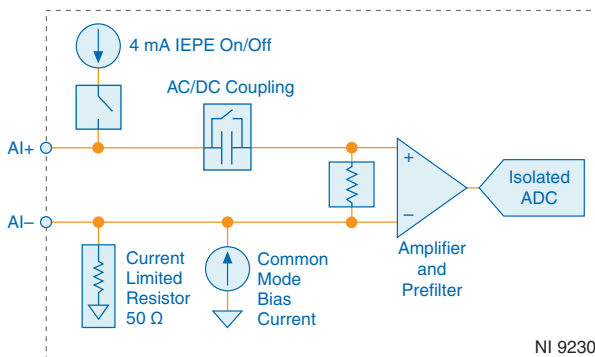 4 mA IEPE On/Off
AC/DC Coupling
AI+
+
Isolated
ADC
AI–
–
Amplifier
and
Prefilter
Current
Limited
Resistor
50 Ω
Common
Mode
Bias
Current
NI 9230